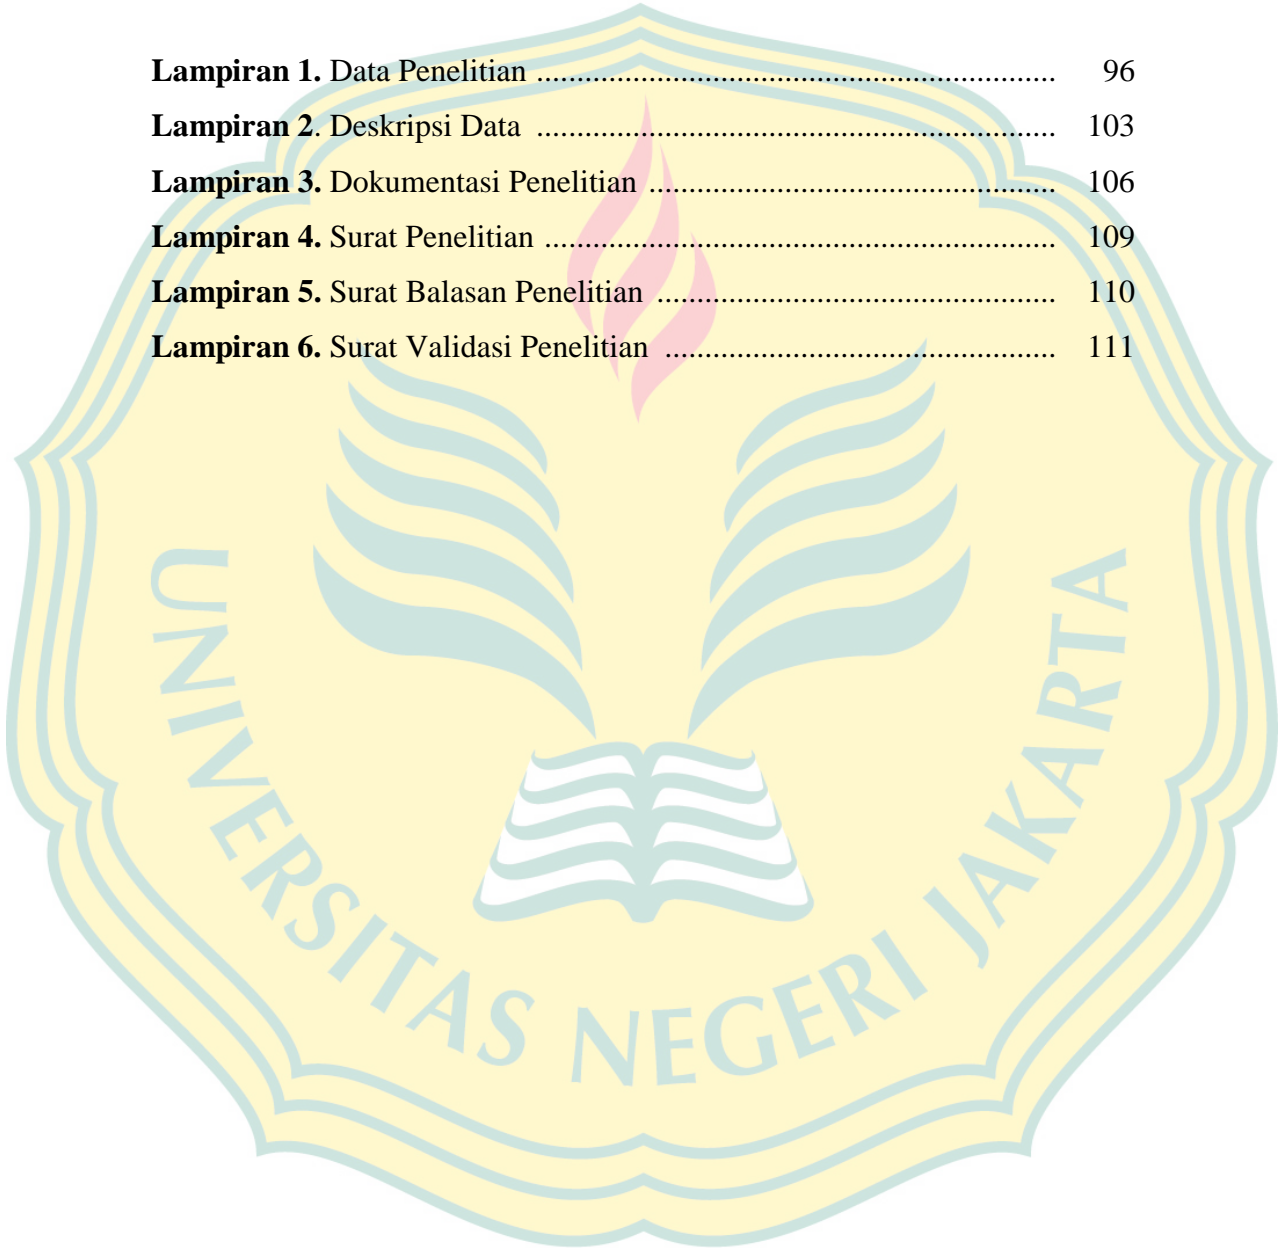 Lampiran 1. Data Penelitian ................................................................ 96
Lampiran 2. Deskripsi Data ................................................................ 103
Lampiran 3. Dokumentasi Penelitian .................................................. 106
Lampiran 4. Surat Penelitian ............................................................... 109
Lampiran 5. Surat Balasan Penelitian ................................................. 110
Lampiran 6. Surat Validasi Penelitian ................................................ 111
UNIVERSITAS NEGERI JAKARTA